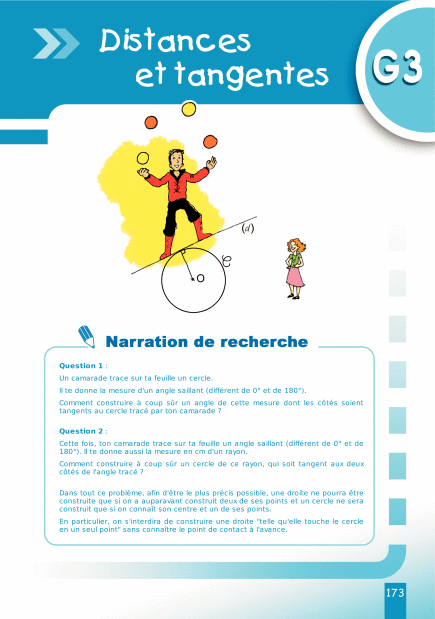 Distances
et tangentes
G3
(d)
C
O
Narration de recherche
Question 1 :
Un camarade trace sur ta feuille un cercle.
Il te donne la mesure d'un angle saillant (différent de 0° et de 180°).
Comment construire à coup sûr un angle de cette mesure dont les côtés soient
tangents au cercle tracé par ton camarade ?
Question 2 :
Cette fois, ton camarade trace sur ta feuille un angle saillant (différent de 0° et de
180°). Il te donne aussi la mesure en cm d'un rayon.
Comment construire à coup sûr un cercle de ce rayon, qui soit tangent aux deux
côtés de l'angle tracé ?
Dans tout ce problème, afin d'être le plus précis possible, une droite ne pourra être
construite que si on a auparavant construit deux de ses points et un cercle ne sera
construit que si on connaît son centre et un de ses points.
En particulier, on s'interdira de construire une droite "telle qu'elle touche le cercle
en un seul point" sans connaître le point de contact à l'avance.
173